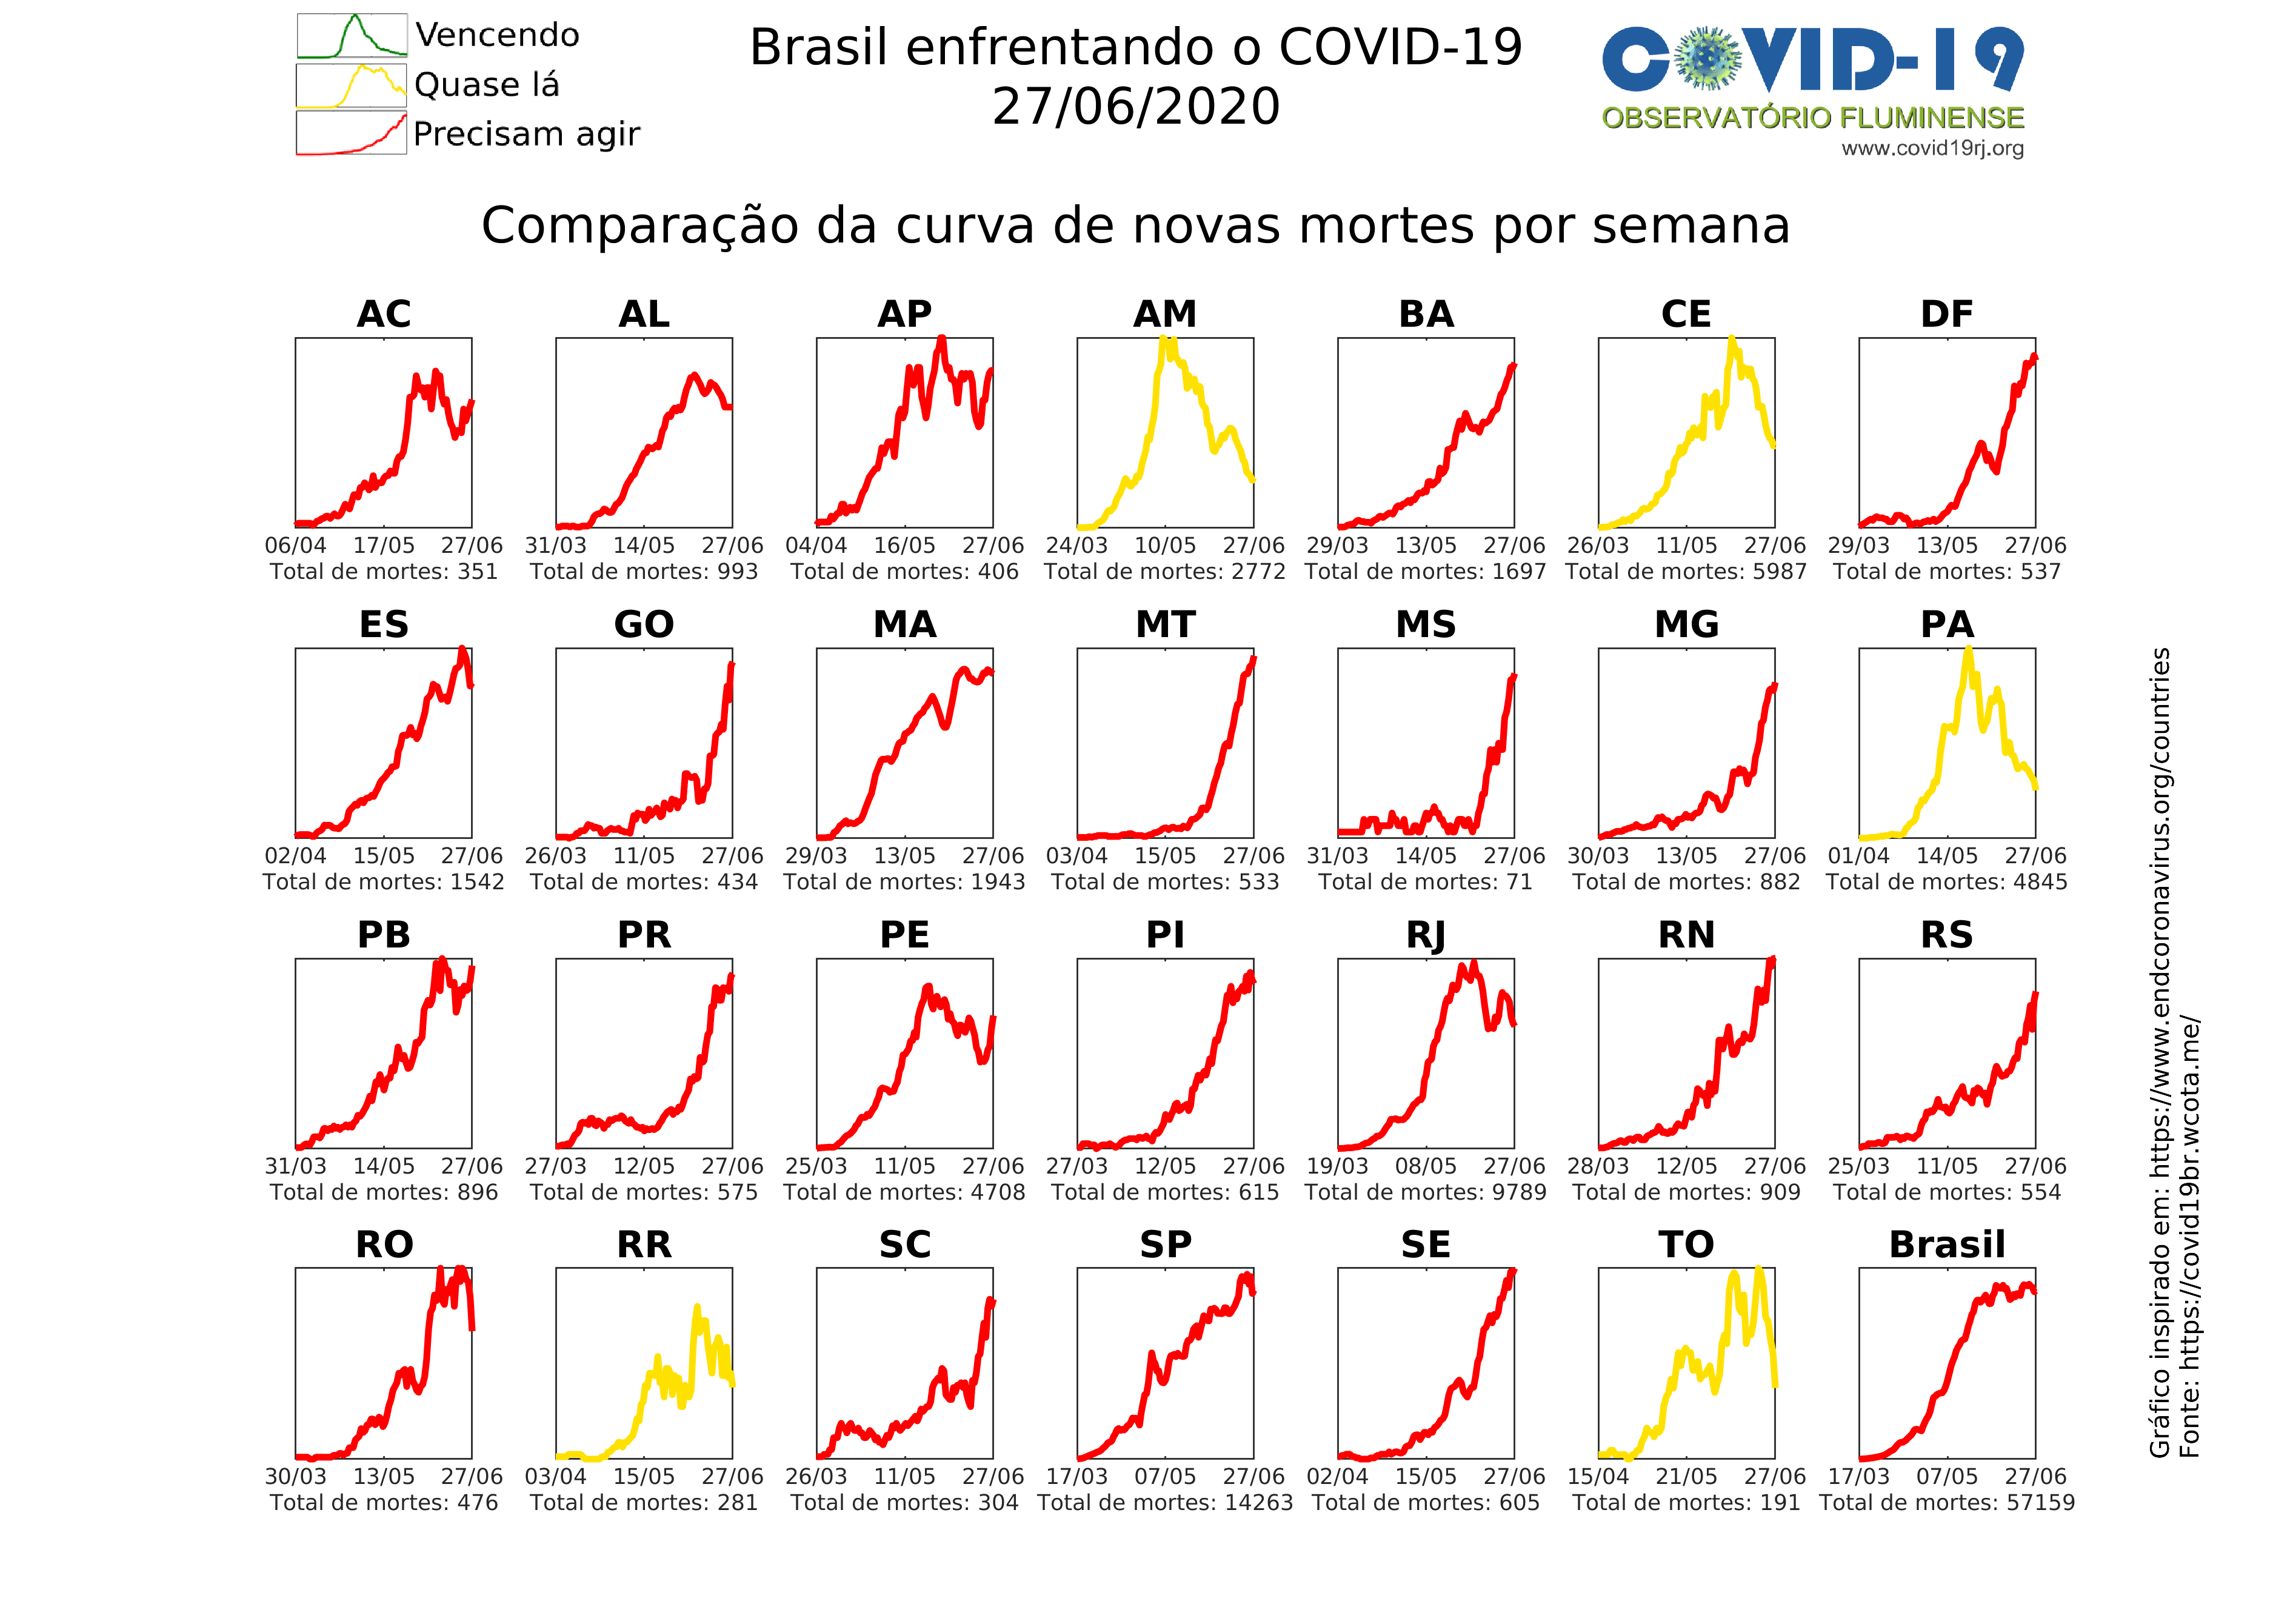 Vencendo
Quase lá
Precisam agir
Brasil enfrentando o COVID-19
27/06/2020
COVID-19
OBSERVATÓRIO FLUMINENSE
www.covid19rj.org
Comparação da curva de novas mortes por semana
AC AL AP AM BA CE DF
06/04 17/05 27/06 31/03 14/05 27/06 04/04 16/05 27/06 24/03 10/05 27/06 29/03 13/05 27/06 26/03 11/05 27/06 29/03 13/05 27/06
Total de mortes: 351 Total de mortes: 993 Total de mortes: 406 Total de mortes: 2772 Total de mortes: 1697 Total de mortes: 5987 Total de mortes: 537
ES GO MA MT MS MG PA
02/04 15/05 27/06 26/03 11/05 27/06 29/03 13/05 27/06 03/04 15/05 27/06 31/03 14/05 27/06 30/03 13/05 27/06 01/04 14/05 27/06
Total de mortes: 1542 Total de mortes: 434 Total de mortes: 1943 Total de mortes: 533 Total de mortes: 71 Total de mortes: 882 Total de mortes: 4845
PB PR PE PI RJ RN RS
31/03 14/05 27/06 27/03 12/05 27/06 25/03 11/05 27/06 27/03 12/05 27/06 19/03 08/05 27/06 28/03 12/05 27/06 25/03 11/05 27/06
Total de mortes: 896 Total de mortes: 575 Total de mortes: 4708 Total de mortes: 615 Total de mortes: 9789 Total de mortes: 909 Total de mortes: 554
RO RR SC SP SE TO Brasil
30/03 13/05 27/06 03/04 15/05 27/06 26/03 11/05 27/06 17/03 07/05 27/06 02/04 15/05 27/06 15/04 21/05 27/06 17/03 07/05 27/06
Total de mortes: 476 Total de mortes: 281 Total de mortes: 304 Total de mortes: 14263 Total de mortes: 605 Total de mortes: 191 Total de mortes: 57159
Gráfico inspirado em: https://www.endcoronavirus.org/countries
Fonte: https://covid19br.wcota.me/